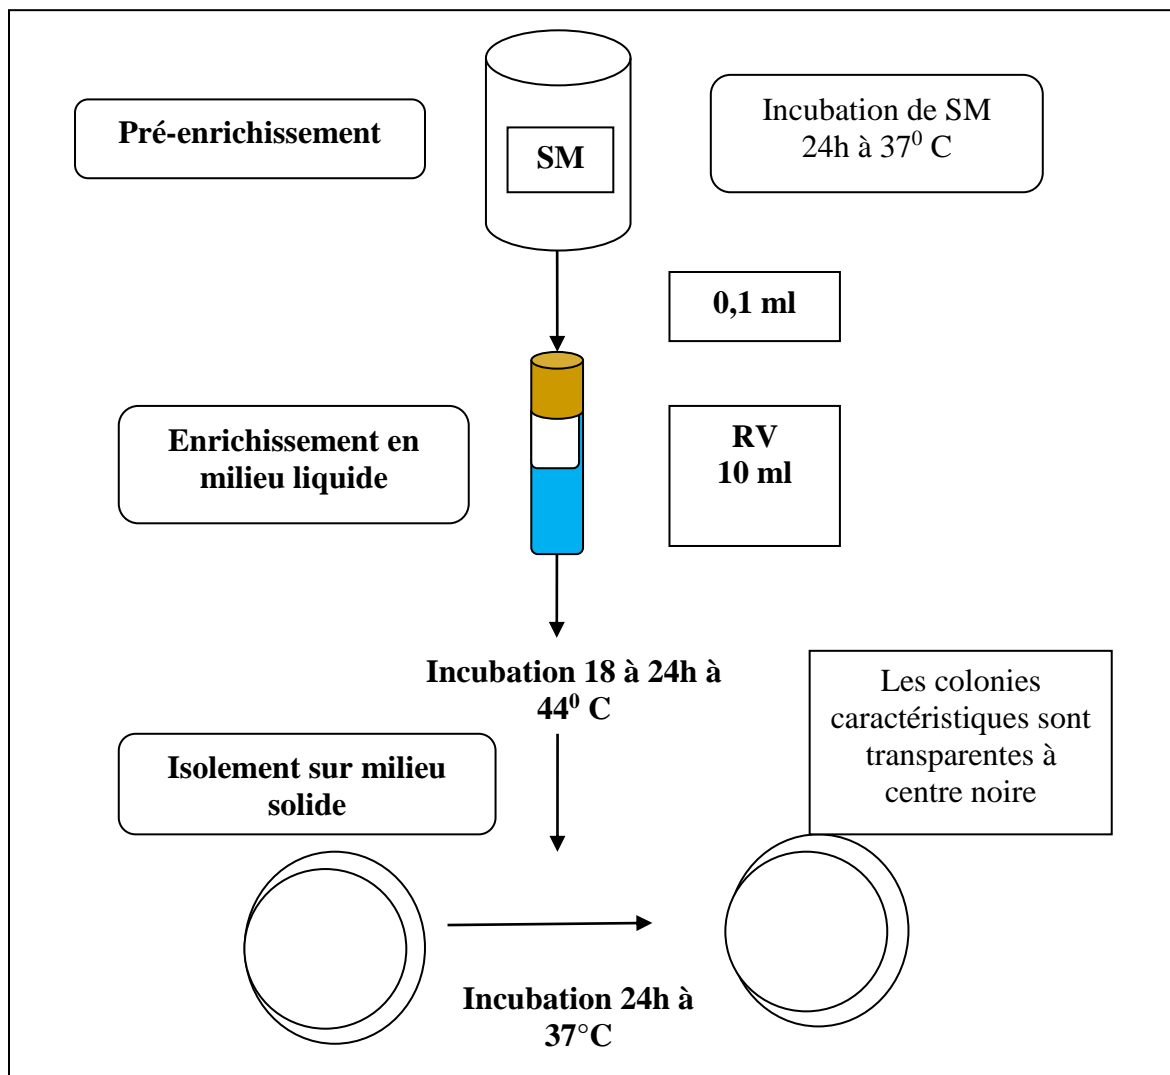 Pré-enrichissement
SM
Incubation de SM
24h à 37⁰ C
0,1 ml
Enrichissement en
milieu liquide
RV
10 ml
Incubation 18 à 24h à
44⁰ C
Les colonies
caractéristiques sont
transparentes à
centre noire
Isolement sur milieu
solide
Incubation 24h à
37°C